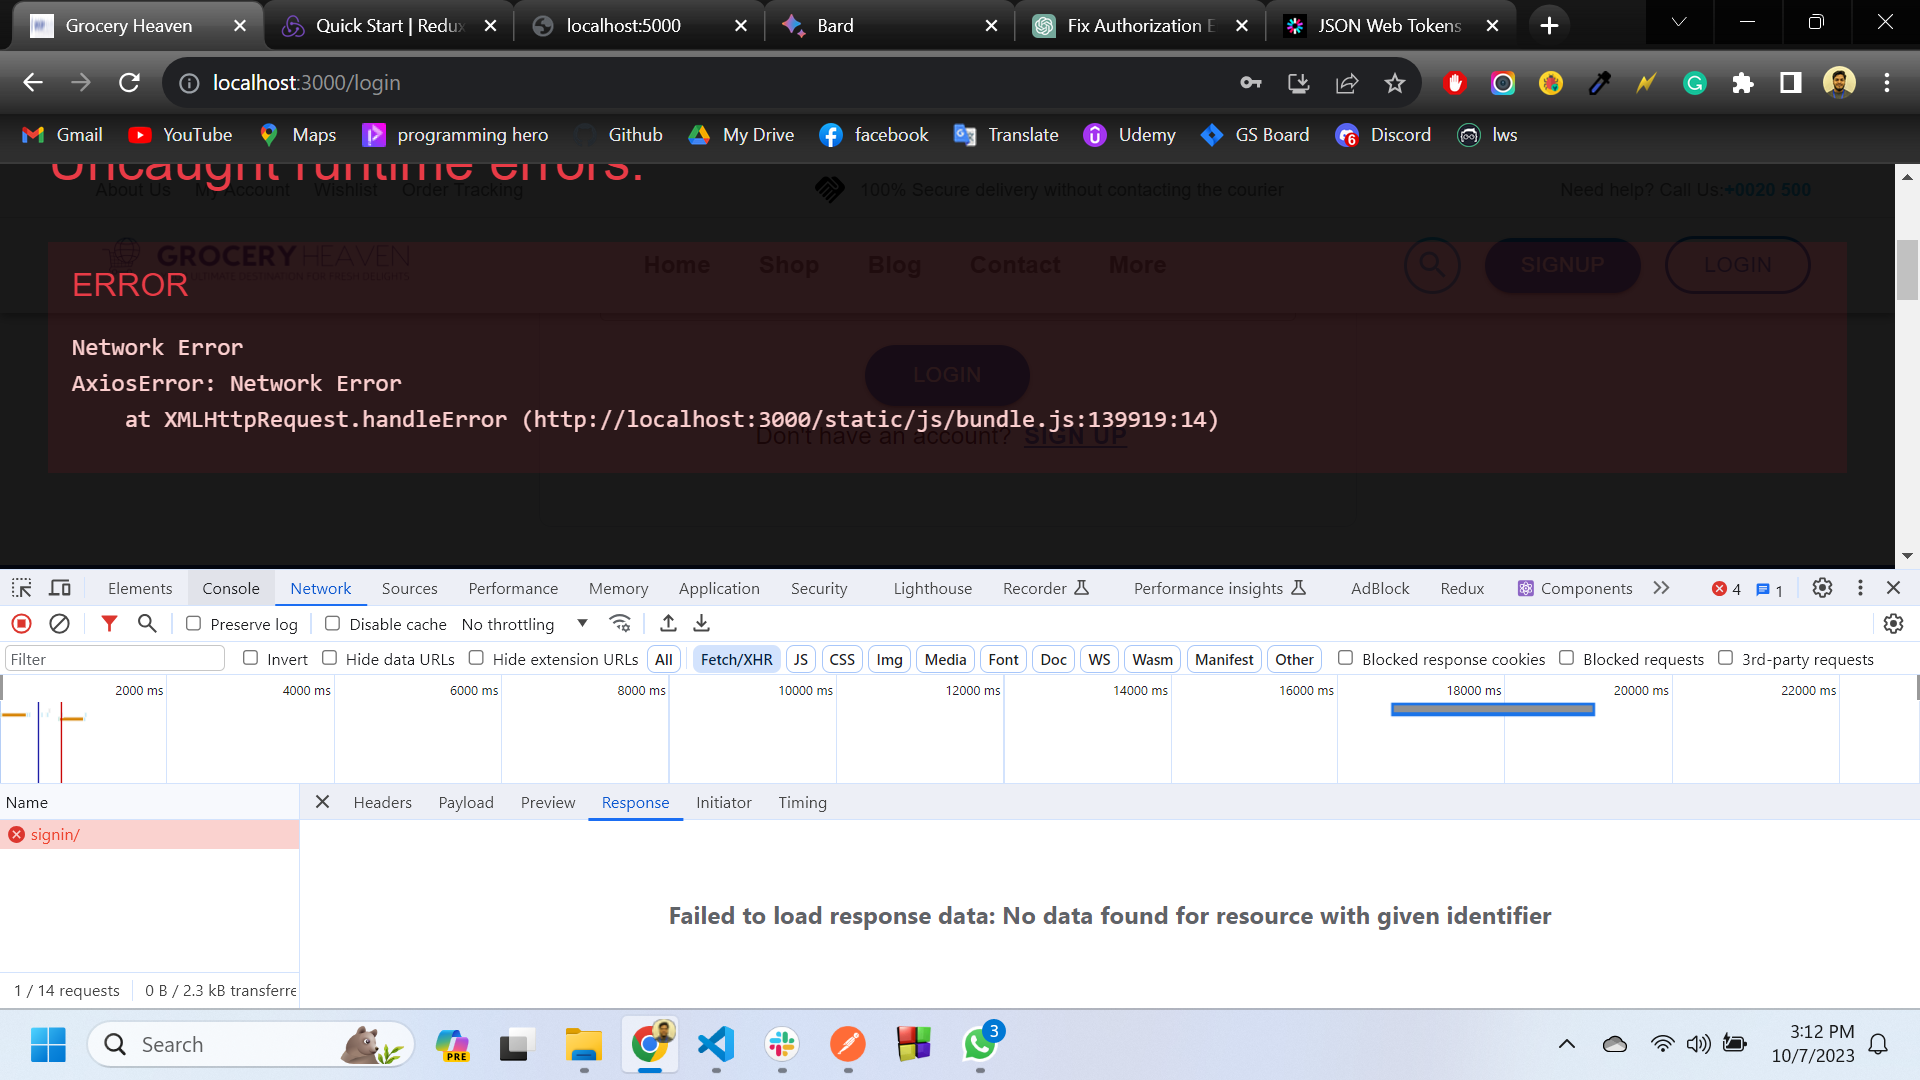 Grocery Heaven
Quick Start | Redux
localhost:5000
Bard
Fix Authorization E
JSON Web Tokens
localhost:3000/login
Gmail
YouTube
Maps
programming hero
Github
My Drive
facebook
Translate
Udemy
GS Board
6
Discord
lws
Uncaught runtime errors:
About Us
My Account
Wishlist
Order Tracking
100% Secure delivery without contacting the courier
Need help? Call Us:+0020 500
GROCERY HEAVEN
ULTIMATE DESTINATION FOR FRESH DELIGHTS
Home
Shop
Blog
Contact
More
SIGNUP
LOGIN
ERROR
Network Error
AxiosError: Network Error
at XMLHttpRequest.handleError (http://localhost:3000/static/js/bundle.js:139919:14)
LOGIN
Don't have an account? SIGN UP
Elements
Console
Network
Sources
Performance
Memory
Application
Security
Lighthouse
Recorder
Performance insights
AdBlock
Redux
Components
4
1
Preserve log
Disable cache
No throttling
Filter
Invert
Hide data URLs
Hide extension URLs
All
Fetch/XHR
JS
CSS
Img
Media
Font
Doc
WS
Wasm
Manifest
Other
Blocked response cookies
Blocked requests
3rd-party requests
2000 ms
4000 ms
6000 ms
8000 ms
10000 ms
12000 ms
14000 ms
16000 ms
18000 ms
20000 ms
22000 ms
Name
Headers
Payload
Preview
Response
Initiator
Timing
signin/
Failed to load response data: No data found for resource with given identifier
1 / 14 requests
0 B / 2.3 kB transferre
Search
PRE
3
3:12 PM
10/7/2023